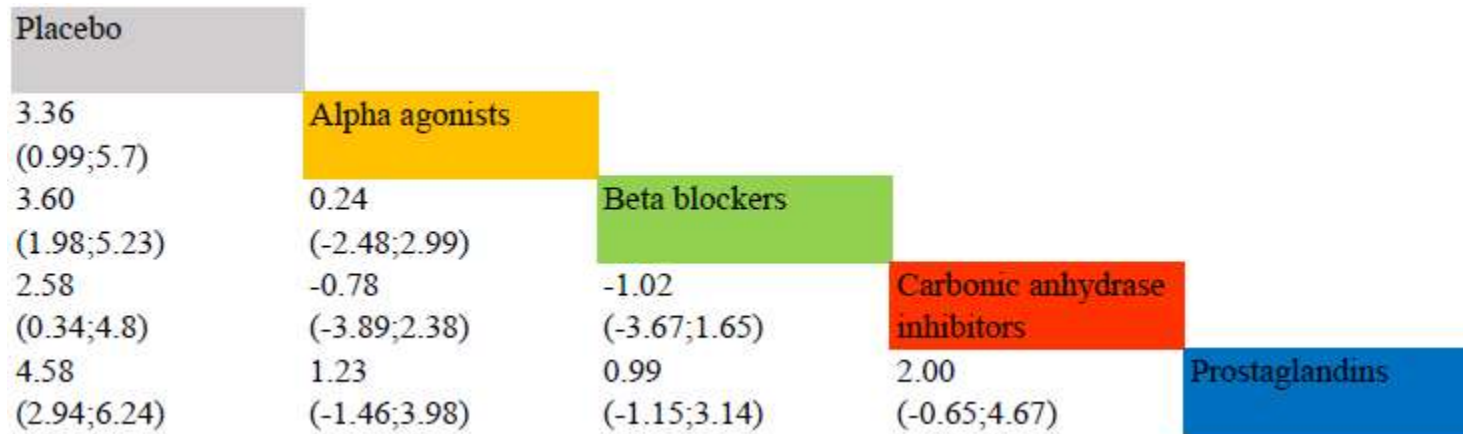 Placebo
3.36 Alpha agonists
(0.99;5.7)
3.60 0.24 Beta blockers
(1.98;5.23) (-2.48;2.99)
2.58 -0.78 -1.02 Carbonic anhydrase
(0.34;4.8) (-3.89;2.38) (-3.67;1.65) inhibitors
4.58 1.23 0.99 2.00 Prostaglandins
(2.94;6.24) (-1.46;3.98) (-1.15;3.14) (-0.65;4.67)